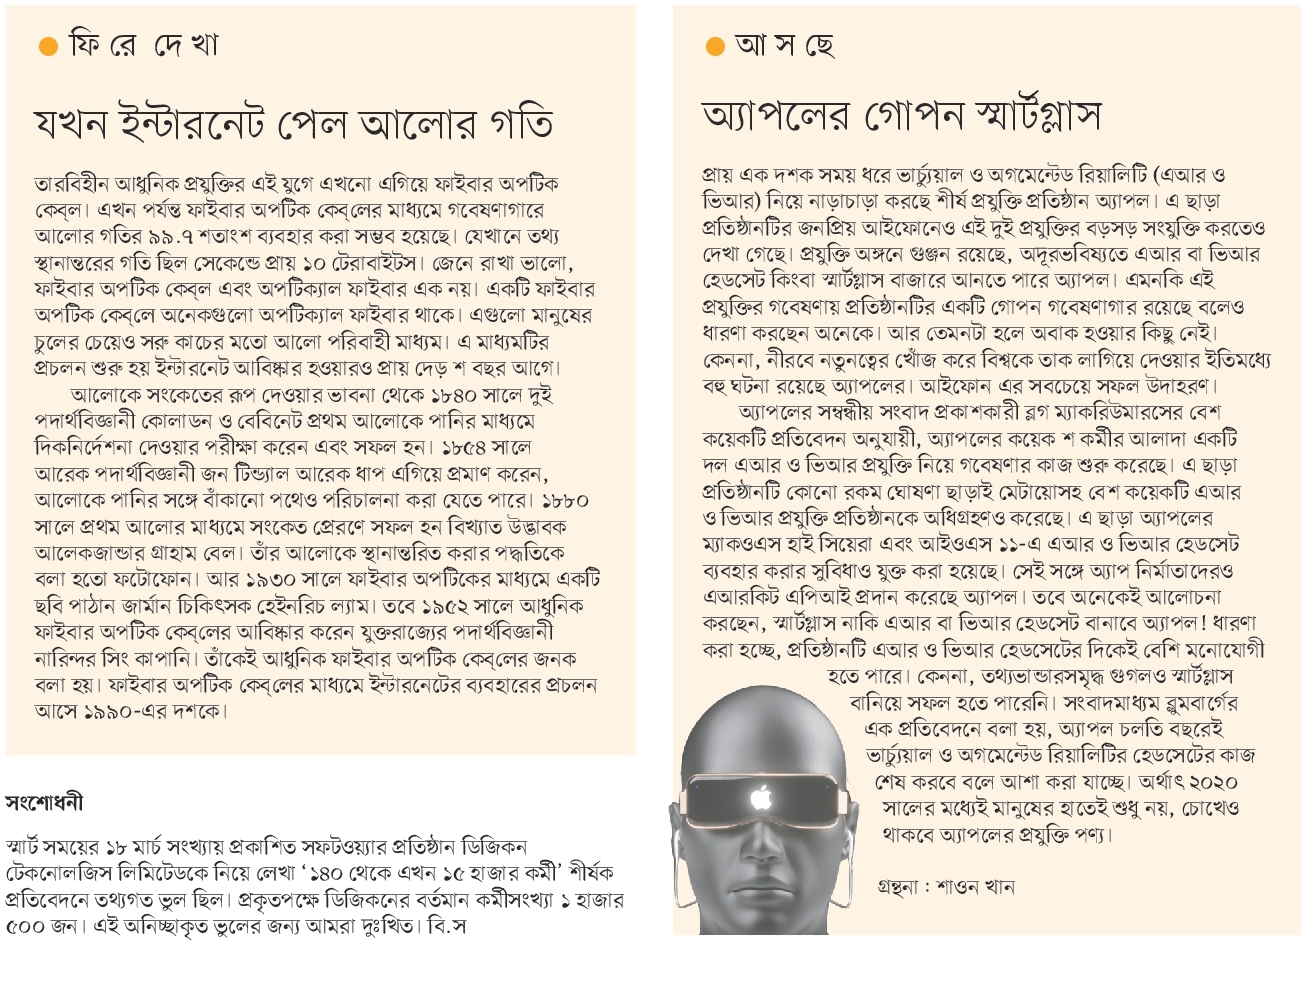 ফি রে দে খা
যখন ইন্টারনেট পেল আলোর গতি
তারবিহীন আধুনিক প্রযুক্তির এই যুগে এখনো এগিয়ে ফাইবার অপটিক
কেব্‌ল। এখন পর্যন্ত ফাইবার অপটিক কেব্‌লের মাধ্যমে গবেষণাগারে
আলোর গতির ৯৯.৭ শতাংশ ব্যবহার করা সম্ভব হয়েছে। যেখানে তথ্য
স্থানান্তরের গতি ছিল সেকেন্ডে প্রায় ১০ টেরাবাইটস। জেনে রাখা ভালো,
ফাইবার অপটিক কেব্‌ল এবং অপটিক্যাল ফাইবার এক নয়। একটি ফাইবার
অপটিক কেব্‌লে অনেকগুলো অপটিক্যাল ফাইবার থাকে। এগুলো মানুষের
চুলের চেয়েও সরু কাচের মতো আলো পরিবাহী মাধ্যম। এ মাধ্যমটির
প্রচলন শুরু হয় ইন্টারনেট আবিষ্কার হওয়ারও প্রায় দেড় শ বছর আগে।
আলোকে সংকেতের রূপ দেওয়ার ভাবনা থেকে ১৮৪০ সালে দুই
পদার্থবিজ্ঞানী কোলাডন ও বেবিনেট প্রথম আলোকে পানির মাধ্যমে
দিকনির্দেশনা দেওয়ার পরীক্ষা করেন এবং সফল হন। ১৮৫৪ সালে
আরেক পদার্থবিজ্ঞানী জন টিন্ড্যাল আরেক ধাপ এগিয়ে প্রমাণ করেন,
আলোকে পানির সঙ্গে বাঁকানো পথেও পরিচালনা করা যেতে পারে। ১৮৮০
সালে প্রথম আলোর মাধ্যমে সংকেত প্রেরণে সফল হন বিখ্যাত উদ্ভাবক
আলেকজান্ডার গ্রাহাম বেল। তাঁর আলোকে স্থানান্তরিত করার পদ্ধতিকে
বলা হতো ফটোফোন। আর ১৯৩০ সালে ফাইবার অপটিকের মাধ্যমে একটি
ছবি পাঠান জার্মান চিকিৎসক হেইনরিচ ল্যাম। তবে ১৯৫২ সালে আধুনিক
ফাইবার অপটিক কেব্‌লের আবিষ্কার করেন যুক্তরাজ্যের পদার্থবিজ্ঞানী
নারিন্দর সিং কাপানি। তাঁকেই আধুনিক ফাইবার অপটিক কেব্‌লের জনক
বলা হয়। ফাইবার অপটিক কেব্‌লের মাধ্যমে ইন্টারনেটের ব্যবহারের প্রচলন
আসে ১৯৯০-এর দশকে।
সংশোধনী
স্মার্ট সময়ের ১৮ মার্চ সংখ্যায় প্রকাশিত সফটওয়্যার প্রতিষ্ঠান ডিজিকন
টেকনোলজিস লিমিটেডকে নিয়ে লেখা ‘১৪০ থেকে এখন ১৫ হাজার কর্মী’ শীর্ষক
প্রতিবেদনে তথ্যগত ভুল ছিল। প্রকৃতপক্ষে ডিজিকনের বর্তমান কর্মীসংখ্যা ১ হাজার
৫০০ জন। এই অনিচ্ছাকৃত ভুলের জন্য আমরা দুঃখিত। বি.স
আ স ছে
অ্যাপলের গোপন স্মার্টগ্লাস
প্রায় এক দশক সময় ধরে ভার্চ্যুয়াল ও অগমেন্টেড রিয়ালিটি (এআর ও
ভিআর) নিয়ে নাড়াচাড়া করছে শীর্ষ প্রযুক্তি প্রতিষ্ঠান অ্যাপল। এ ছাড়া
প্রতিষ্ঠানটির জনপ্রিয় আইফোনেও এই দুই প্রযুক্তির বড়সড় সংযুক্তি করতেও
দেখা গেছে। প্রযুক্তি অঙ্গনে গুঞ্জন রয়েছে, অদূরভবিষ্যতে এআর বা ভিআর
হেডসেট কিংবা স্মার্টগ্লাস বাজারে আনতে পারে অ্যাপল। এমনকি এই
প্রযুক্তির গবেষণায় প্রতিষ্ঠানটির একটি গোপন গবেষণাগার রয়েছে বলেও
ধারণা করছেন অনেকে। আর তেমনটা হলে অবাক হওয়ার কিছু নেই।
কেননা, নীরবে নতুনত্বের খোঁজ করে বিশ্বকে তাক লাগিয়ে দেওয়ার ইতিমধ্যে
বহু ঘটনা রয়েছে অ্যাপলের। আইফোন এর সবচেয়ে সফল উদাহরণ।
অ্যাপলের সম্বন্ধীয় সংবাদ প্রকাশকারী ব্লগ ম্যাকরিউমারসের বেশ
কয়েকটি প্রতিবেদন অনুযায়ী, অ্যাপলের কয়েক শ কর্মীর আলাদা একটি
দল এআর ও ভিআর প্রযুক্তি নিয়ে গবেষণার কাজ শুরু করেছে। এ ছাড়া
প্রতিষ্ঠানটি কোনো রকম ঘোষণা ছাড়াই মেটায়োসহ বেশ কয়েকটি এআর
ও ভিআর প্রযুক্তি প্রতিষ্ঠানকে অধিগ্রহণও করেছে। এ ছাড়া অ্যাপলের
ম্যাকওএস হাই সিয়েরা এবং আইওএস ১১-এ এআর ও ভিআর হেডসেট
ব্যবহার করার সুবিধাও যুক্ত করা হয়েছে। সেই সঙ্গে অ্যাপ নির্মাতাদেরও
এআরকিট এপিআই প্রদান করেছে অ্যাপল। তবে অনেকেই আলোচনা
করছেন, স্মার্টগ্লাস নাকি এআর বা ভিআর হেডসেট বানাবে অ্যাপল! ধারণা
করা হচ্ছে, প্রতিষ্ঠানটি এআর ও ভিআর হেডসেটের দিকেই বেশি মনোযোগী
হতে পারে। কেননা, তথ্যভান্ডারসমৃদ্ধ গুগলও স্মার্টগ্লাস
বানিয়ে সফল হতে পারেনি। সংবাদমাধ্যম ব্লুমবার্গের
এক প্রতিবেদনে বলা হয়, অ্যাপল চলতি বছরেই
ভার্চ্যুয়াল ও অগমেন্টেড রিয়ালিটির হেডসেটের কাজ
শেষ করবে বলে আশা করা যাচ্ছে। অর্থাৎ ২০২০
সালের মধ্যেই মানুষের হাতেই শুধু নয়, চোখেও
থাকবে অ্যাপলের প্রযুক্তি পণ্য।
গ্রন্থনা : শাওন খান